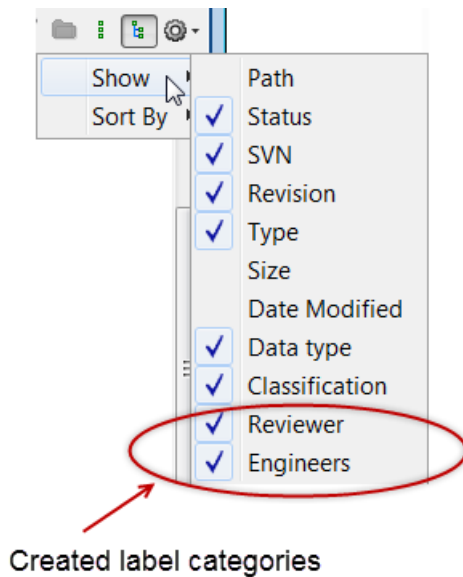 Show
Sort By
Path
Status
SVN
Revision
Type
Size
Date Modified
Data type
Classification
Reviewer
Engineers
Created label categories